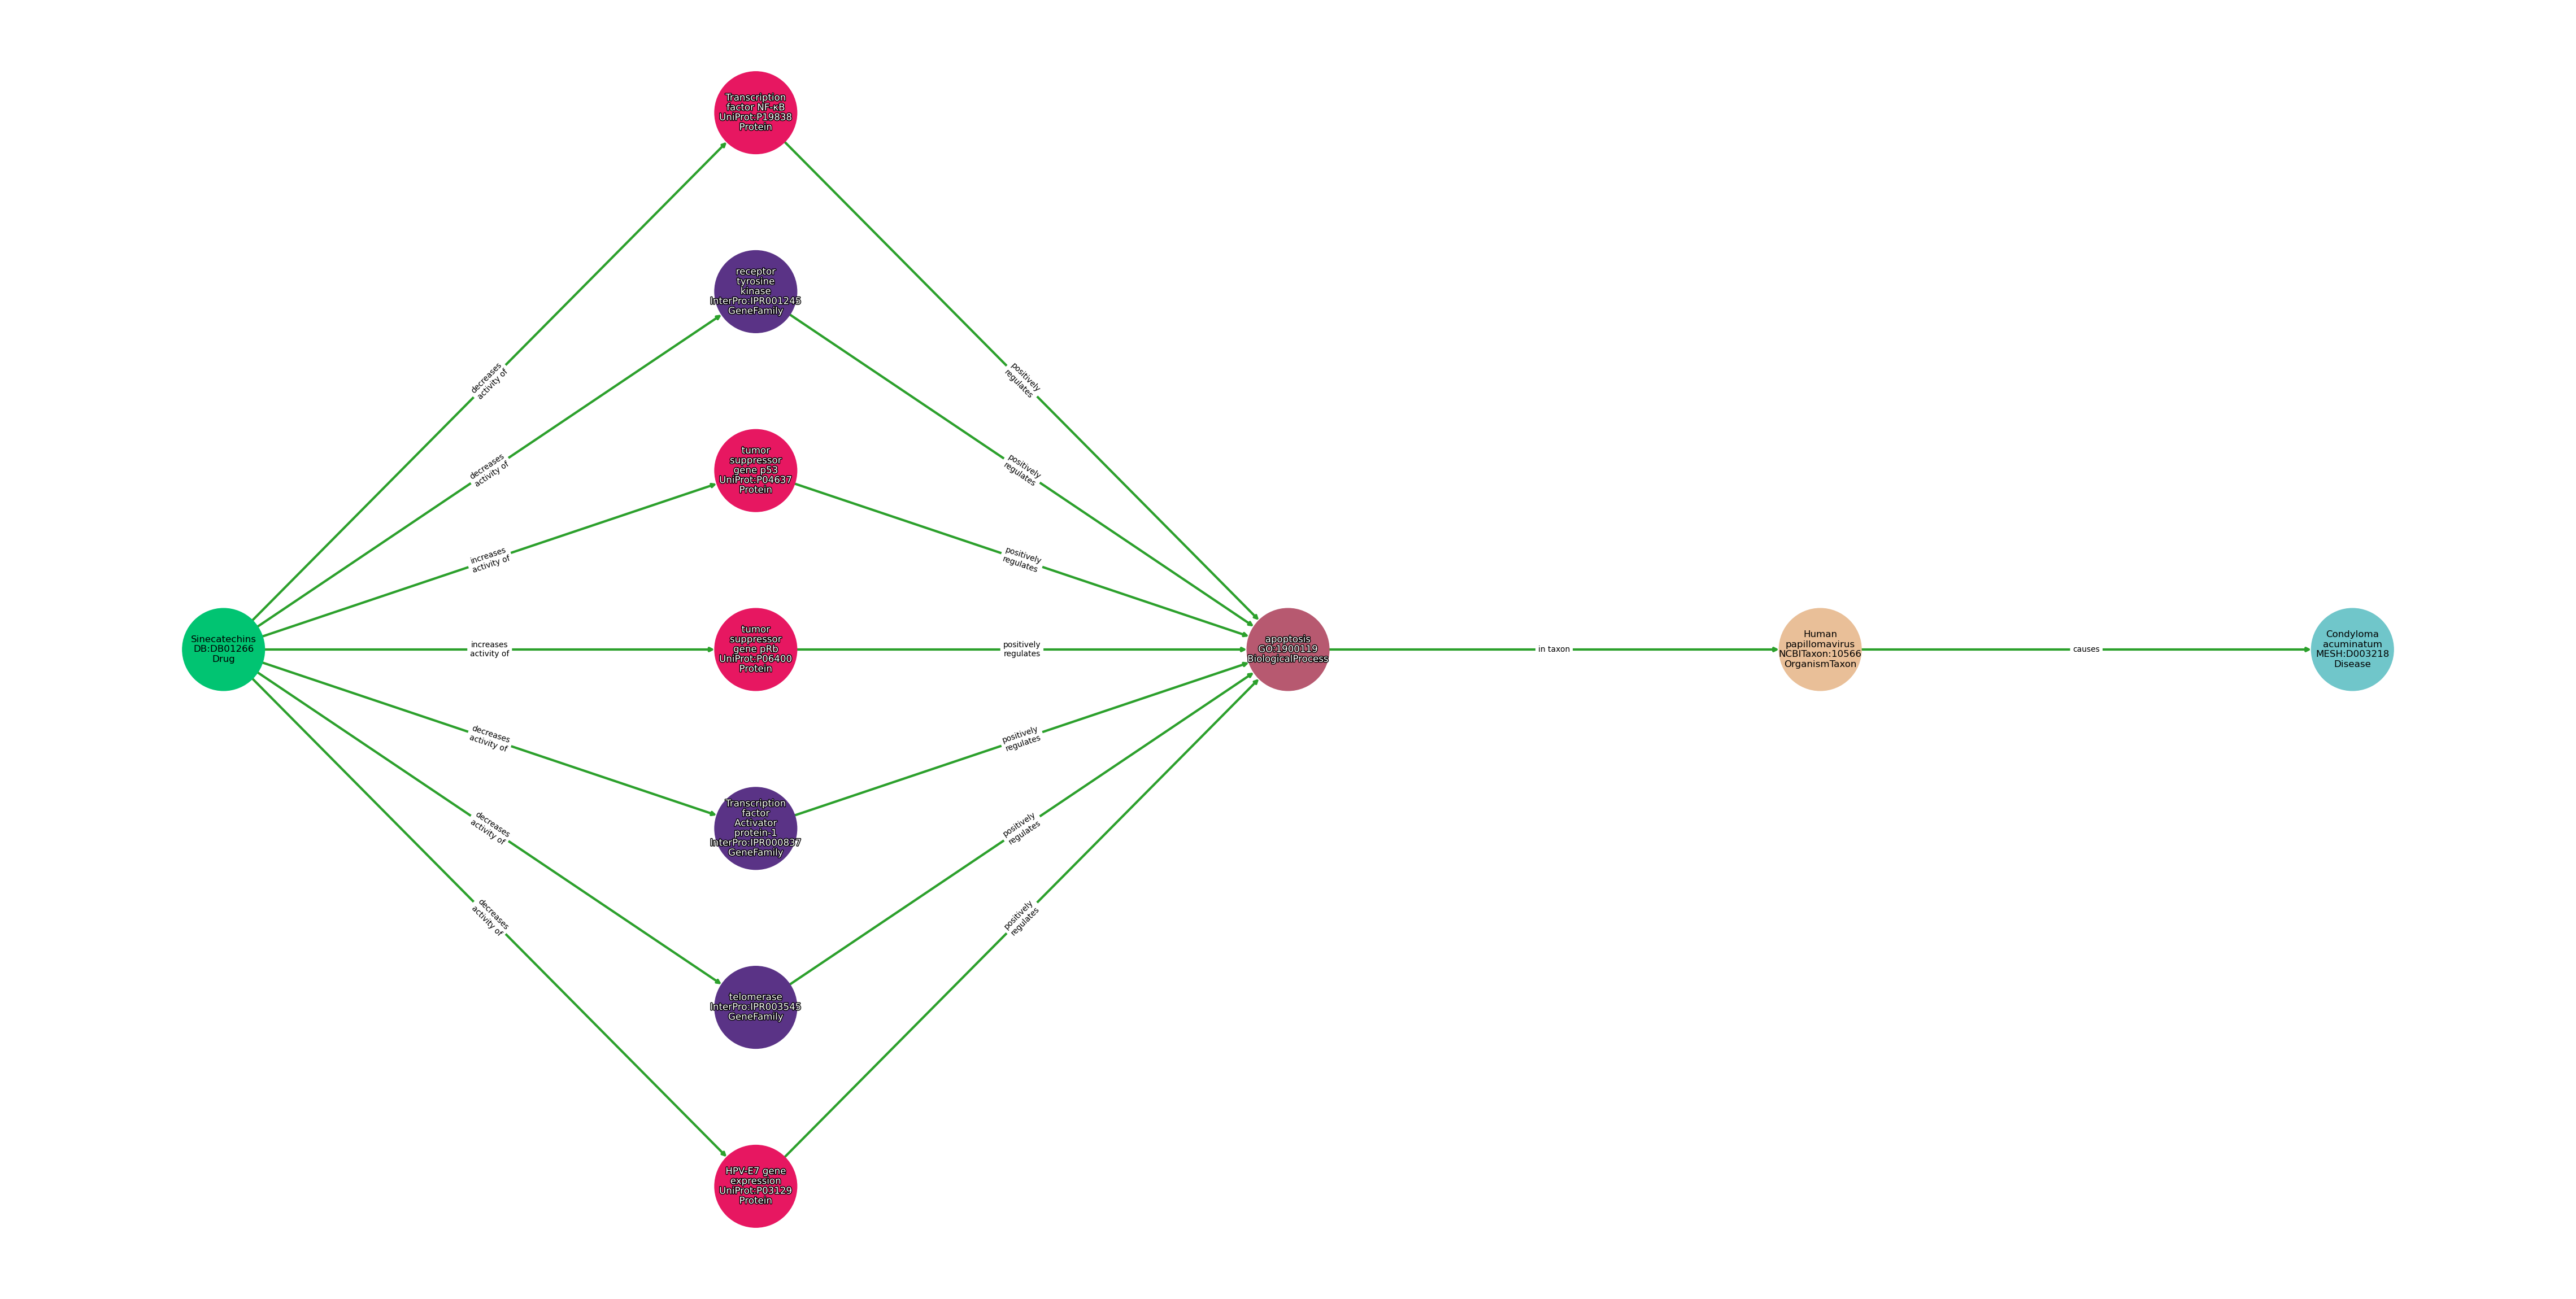 Transcription
factor NF-κB
UniProt:P19838
Protein
receptor
tyrosine
kinase
InterPro:IPR001245
GeneFamily
decreases
activity of
positively
regulates
decreases
activity of
positively
regulates
tumor
suppressor
gene p53
UniProt:P04637
Protein
increases
activity of
positively
regulates
Sinecatechins
DB:DB01266
Drug
increases
activity of
tumor
suppressor
gene pRb
UniProt:P06400
Protein
positively
regulates
apoptosis
GO:1900119
BiologicalProcess
in taxon
Human
papillomavirus
NCBITaxon:10566
OrganismTaxon
causes
Condyloma
acuminatum
MESH:D003218
Disease
decreases
activity of
positively
regulates
Transcription
factor
Activator
protein-1
InterPro:IPR000837
GeneFamily
decreases
activity of
positively
regulates
decreases
activity of
positively
regulates
telomerase
InterPro:IPR003545
GeneFamily
HPV-E7 gene
expression
UniProt:P03129
Protein